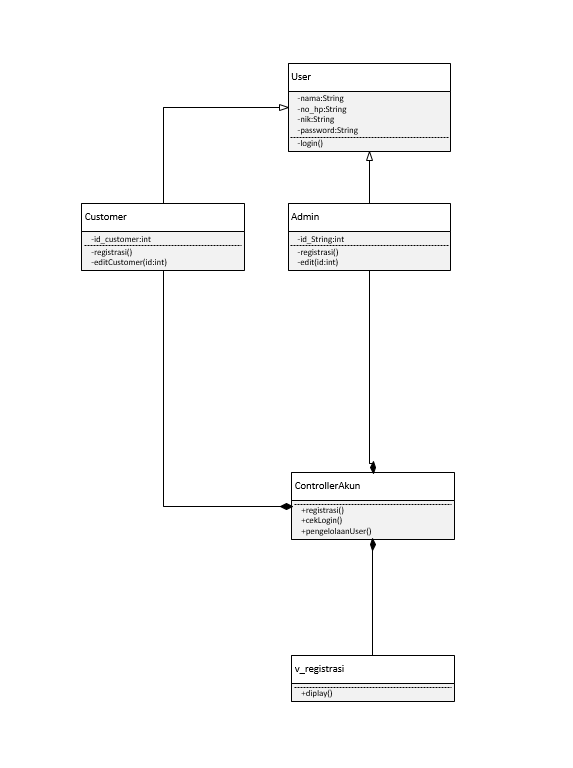 User
-nama:String
-no_hp:String
-nik:String
-password:String
-login()
Customer
-id_customer:int
-registrasi()
-editCustomer(id:int)
Admin
-id_String:int
-registrasi()
-edit(id:int)
ControllerAkun
+registrasi()
+cekLogin()
+pengelolaanUser()
v_registrasi
+diplay()